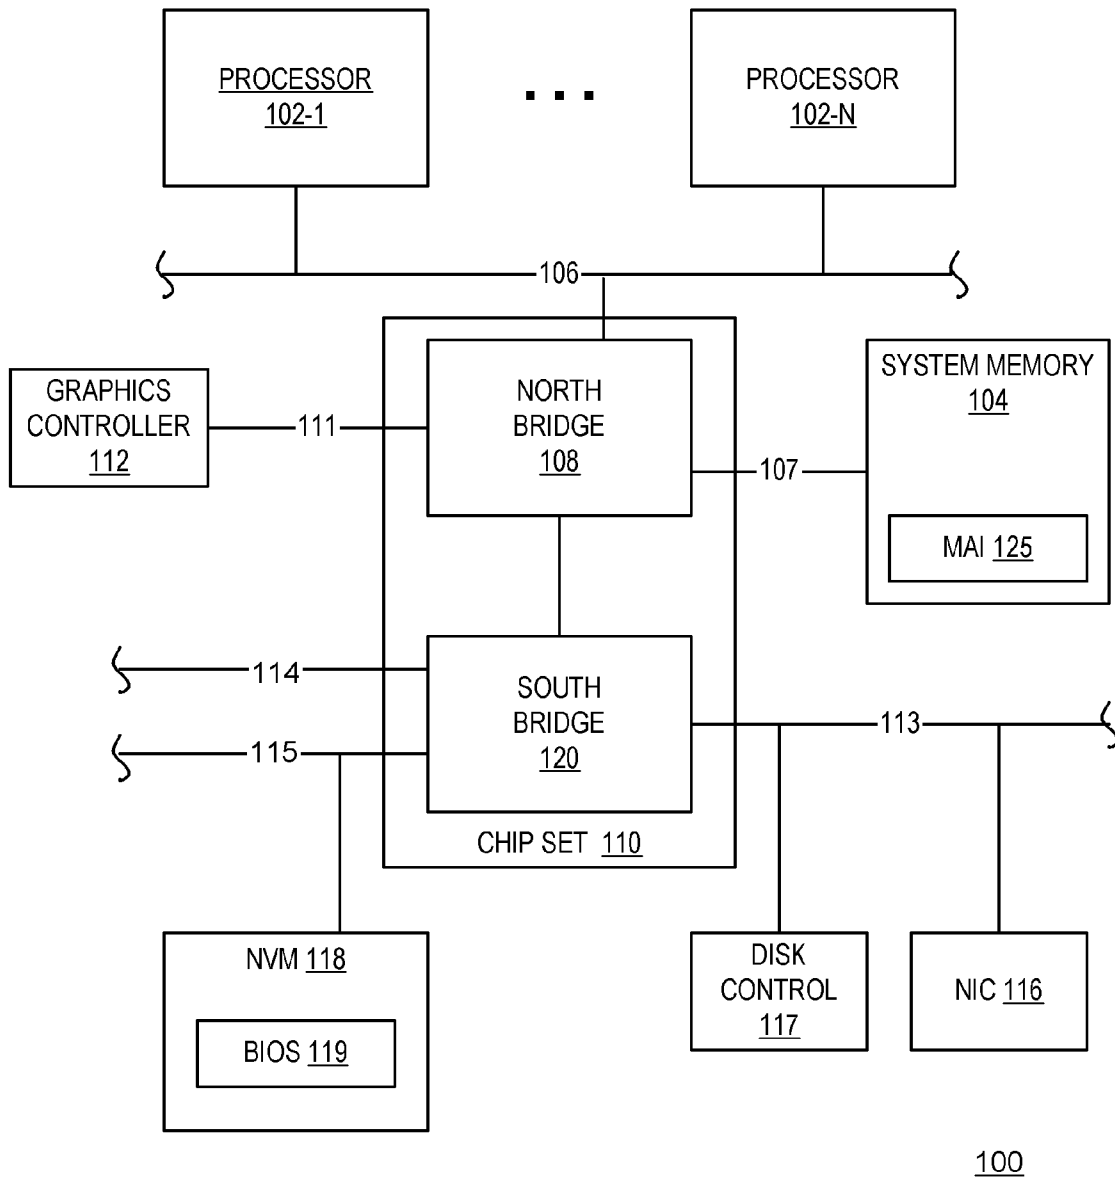 PROCESSOR
102-1
PROCESSOR
102-N
106
GRAPHICS
CONTROLLER
112
111
NORTH
BRIDGE
108
107
SYSTEM MEMORY
104
MAI 125
114
115
SOUTH
BRIDGE
120
113
CHIP SET 110
NVM 118
BIOS 119
DISK
CONTROL
117
NIC 116
100